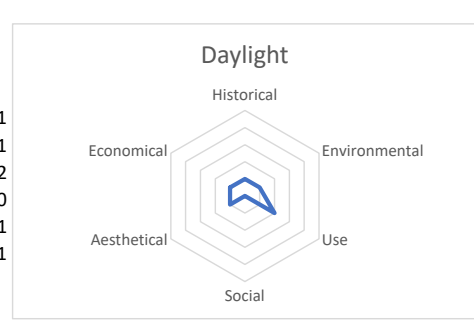 Daylight
Historical
1
1
Economical
Environmental
2
0
1
Aesthetical
Use
1
Social